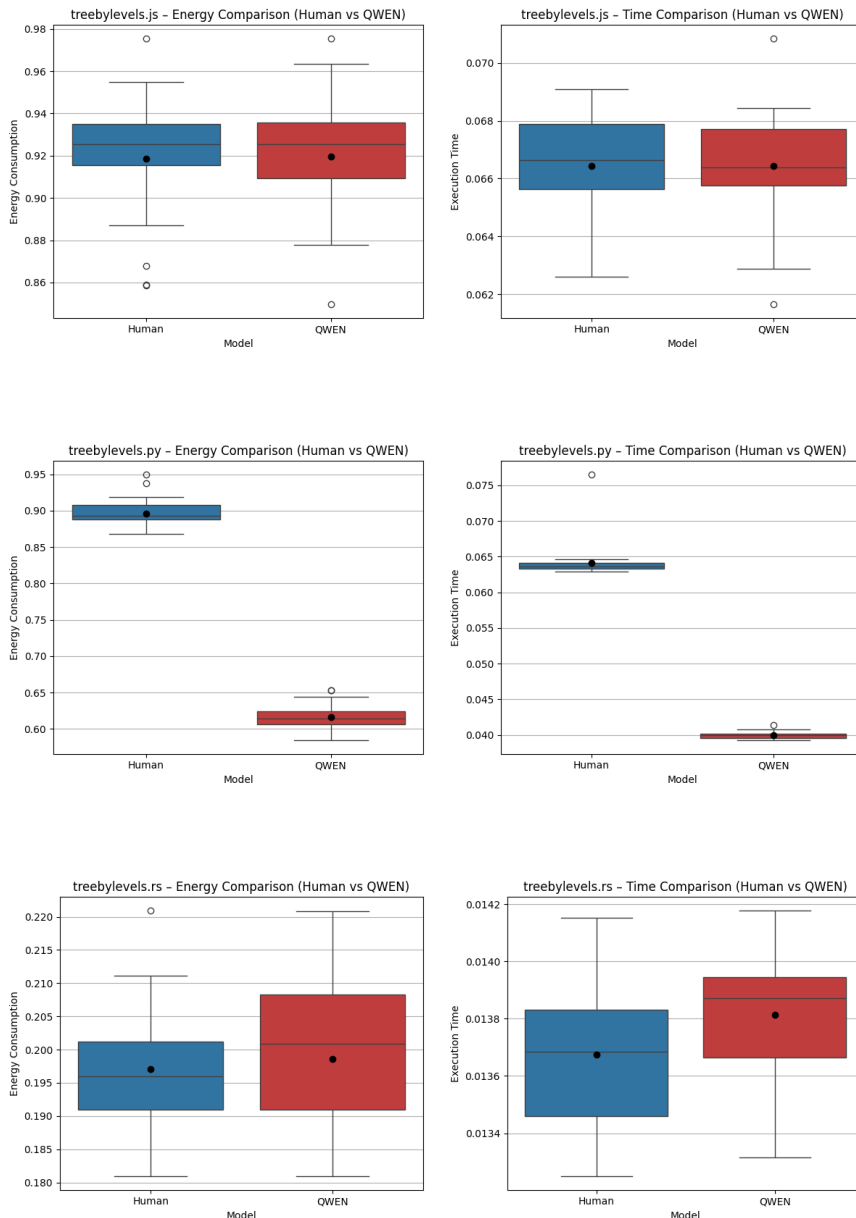 treebylevels.js – Energy Comparison (Human vs QWEN)
0.98
0.96
0.94
0.92
0.90
0.88
0.86
Energy Consumption
Human
QWEN
Model
treebylevels.js – Time Comparison (Human vs QWEN)
0.070
0.068
0.066
0.064
0.062
Execution Time
Human
QWEN
Model
treebylevels.py – Energy Comparison (Human vs QWEN)
0.95
0.90
0.85
0.80
0.75
0.70
0.65
0.60
Energy Consumption
Human
QWEN
Model
treebylevels.py – Time Comparison (Human vs QWEN)
0.075
0.070
0.065
0.060
0.055
0.050
0.045
0.040
Execution Time
Human
QWEN
Model
treebylevels.rs – Energy Comparison (Human vs QWEN)
0.220
0.215
0.210
0.205
0.200
0.195
0.190
0.185
0.180
Energy Consumption
Human
QWEN
Model
treebylevels.rs – Time Comparison (Human vs QWEN)
0.0142
0.0140
0.0138
0.0136
0.0134
Execution Time
Human
QWEN
Model